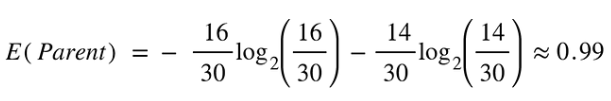 E( Parent) = − 16/30 log₂(16/30) − 14/30 log₂(14/30) ≈ 0.99